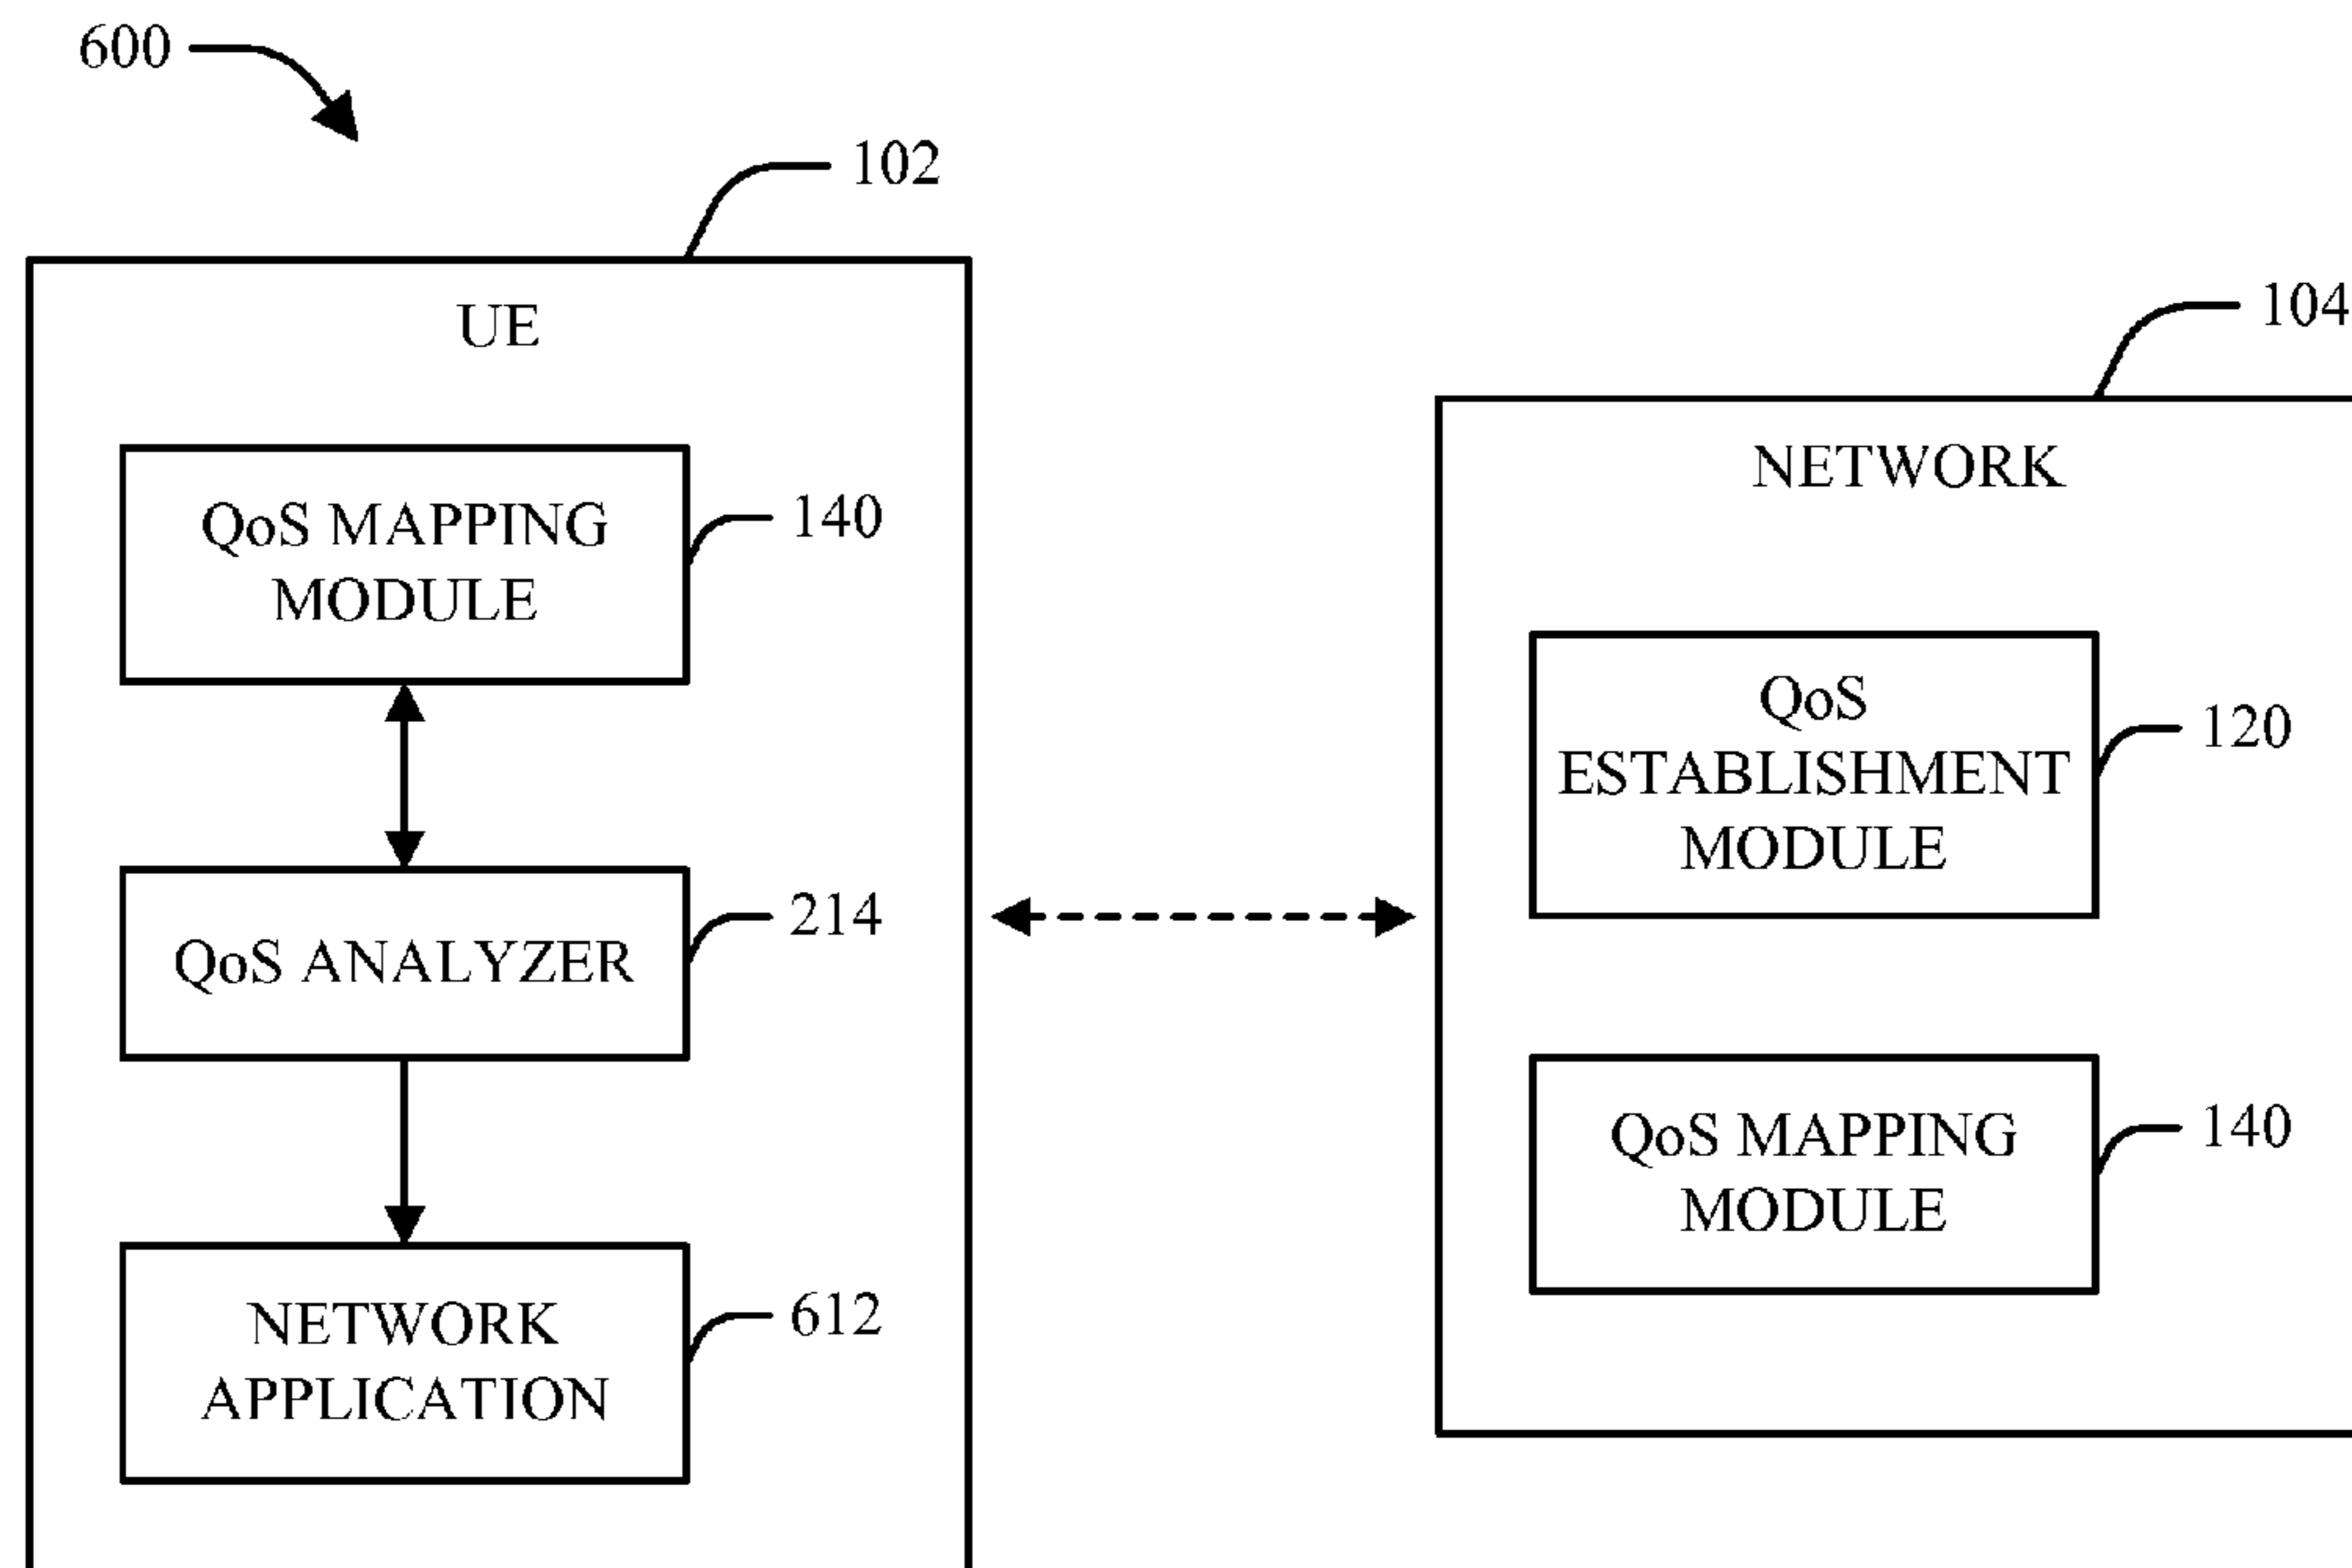 600
102
UE
QoS MAPPING
MODULE
140
QoS ANALYZER
214
NETWORK
APPLICATION
612
104
NETWORK
QoS
ESTABLISHMENT
MODULE
120
QoS MAPPING
MODULE
140